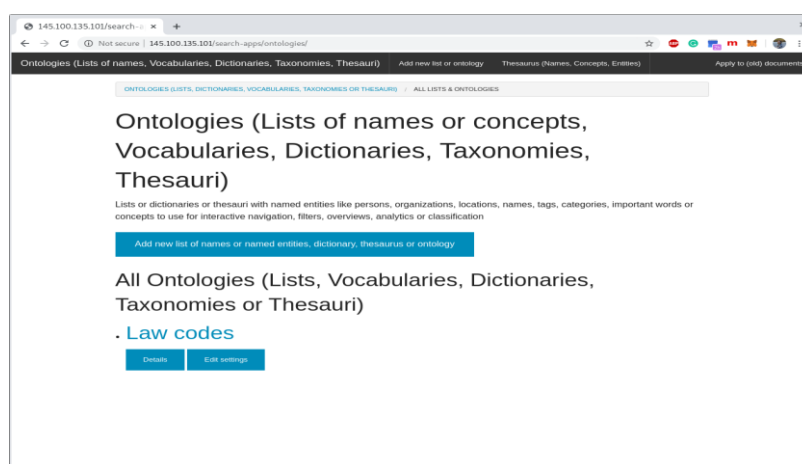 145.100.135.101/search-a
Not secure | 145.100.135.101/search-apps/ontologies/
Ontologies (Lists of names, Vocabularies, Dictionaries, Taxonomies, Thesauri) Add new list or ontology Thesaurus (Names, Concepts, Entities) Apply to (old) documents
ONTOLOGIES (LISTS, DICTIONARIES, VOCABULARIES, TAXONOMIES OR THESAURI) / ALL LISTS & ONTOLOGIES
Ontologies (Lists of names or concepts,
Vocabularies, Dictionaries, Taxonomies,
Thesauri)
Lists or dictionaries or thesauri with named entities like persons, organizations, locations, names, tags, categories, important words or
concepts to use for interactive navigation, filters, overviews, analytics or classification
Add new list of names or named entities, dictionary, thesaurus or ontology
All Ontologies (Lists, Vocabularies, Dictionaries,
Taxonomies or Thesauri)
Law codes
Details Edit settings